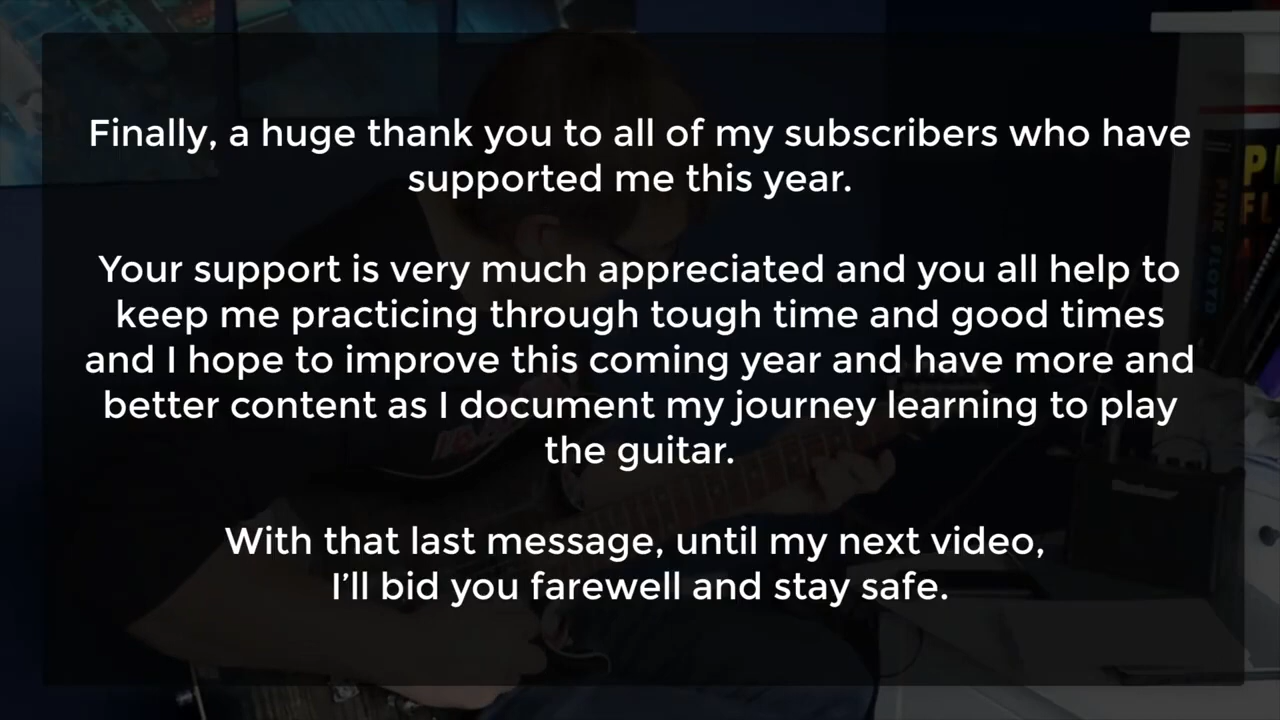 Finally, a huge thank you to all of my subscribers who have
supported me this year.
Your support is very much appreciated and you all help to
keep me practicing through tough time and good times
and I hope to improve this coming year and have more and
better content as I document my journey learning to play
the guitar.
With that last message, until my next video,
I’ll bid you farewell and stay safe.
PINK FLOYD